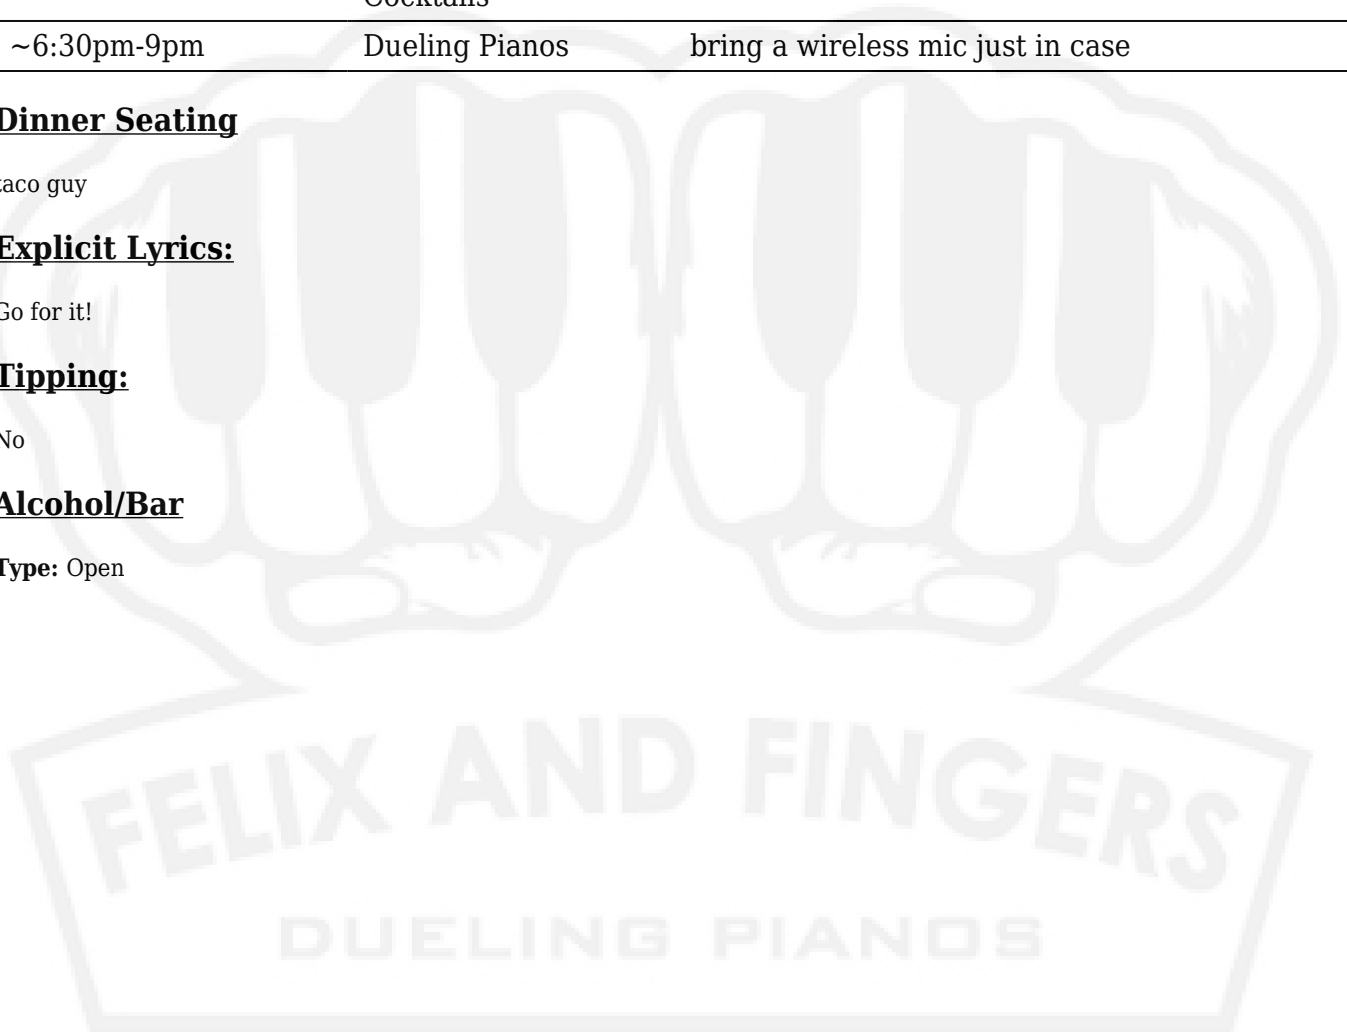 Cocktails
~6:30pm-9pm Dueling Pianos bring a wireless mic just in case
Dinner Seating
taco guy
Explicit Lyrics:
Go for it!
Tipping:
No
Alcohol/Bar
Type: Open
FELIX AND FINGERS
DUELING PIANOS